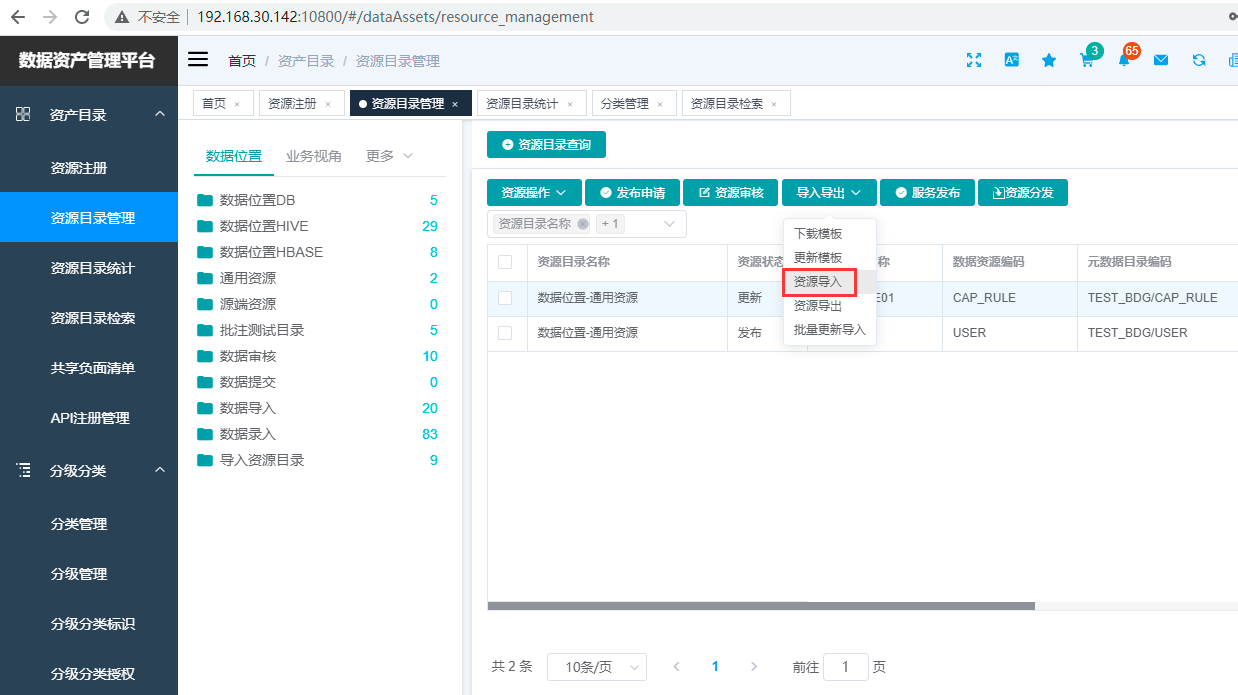 不安全 192.168.30.142:10800/#/dataAssets/resource_management
数据资产管理平台
首页 / 资产目录 / 资源目录管理
3
65
首页 ×
资源注册 ×
资源目录管理 ×
资源目录统计 ×
分类管理 ×
资源目录检索 ×
资产目录
资源注册
资源目录管理
资源目录统计
资源目录检索
共享负面清单
API注册管理
分级分类
分类管理
分级管理
分级分类标识
分级分类授权
数据位置 业务视角 更多
数据位置DB 5
数据位置HIVE 29
数据位置HBASE 8
通用资源 2
源端资源 0
批注测试目录 5
数据审核 10
数据提交 0
数据导入 20
数据录入 83
导入资源目录 9
资源目录查询
资源操作 发布申请 资源审核 导入导出 服务发布 资源分发
资源目录名称 + 1
下载模板
更新模板
资源导入
资源导出
批量更新导入
资源目录名称 资源状态 称 数据资源编码 元数据目录编码
数据位置-通用资源 更新 E01 CAP_RULE TEST_BDG/CAP_RULE
数据位置-通用资源 发布 USER TEST_BDG/USER
共 2 条 10条/页 1 前往 1 页